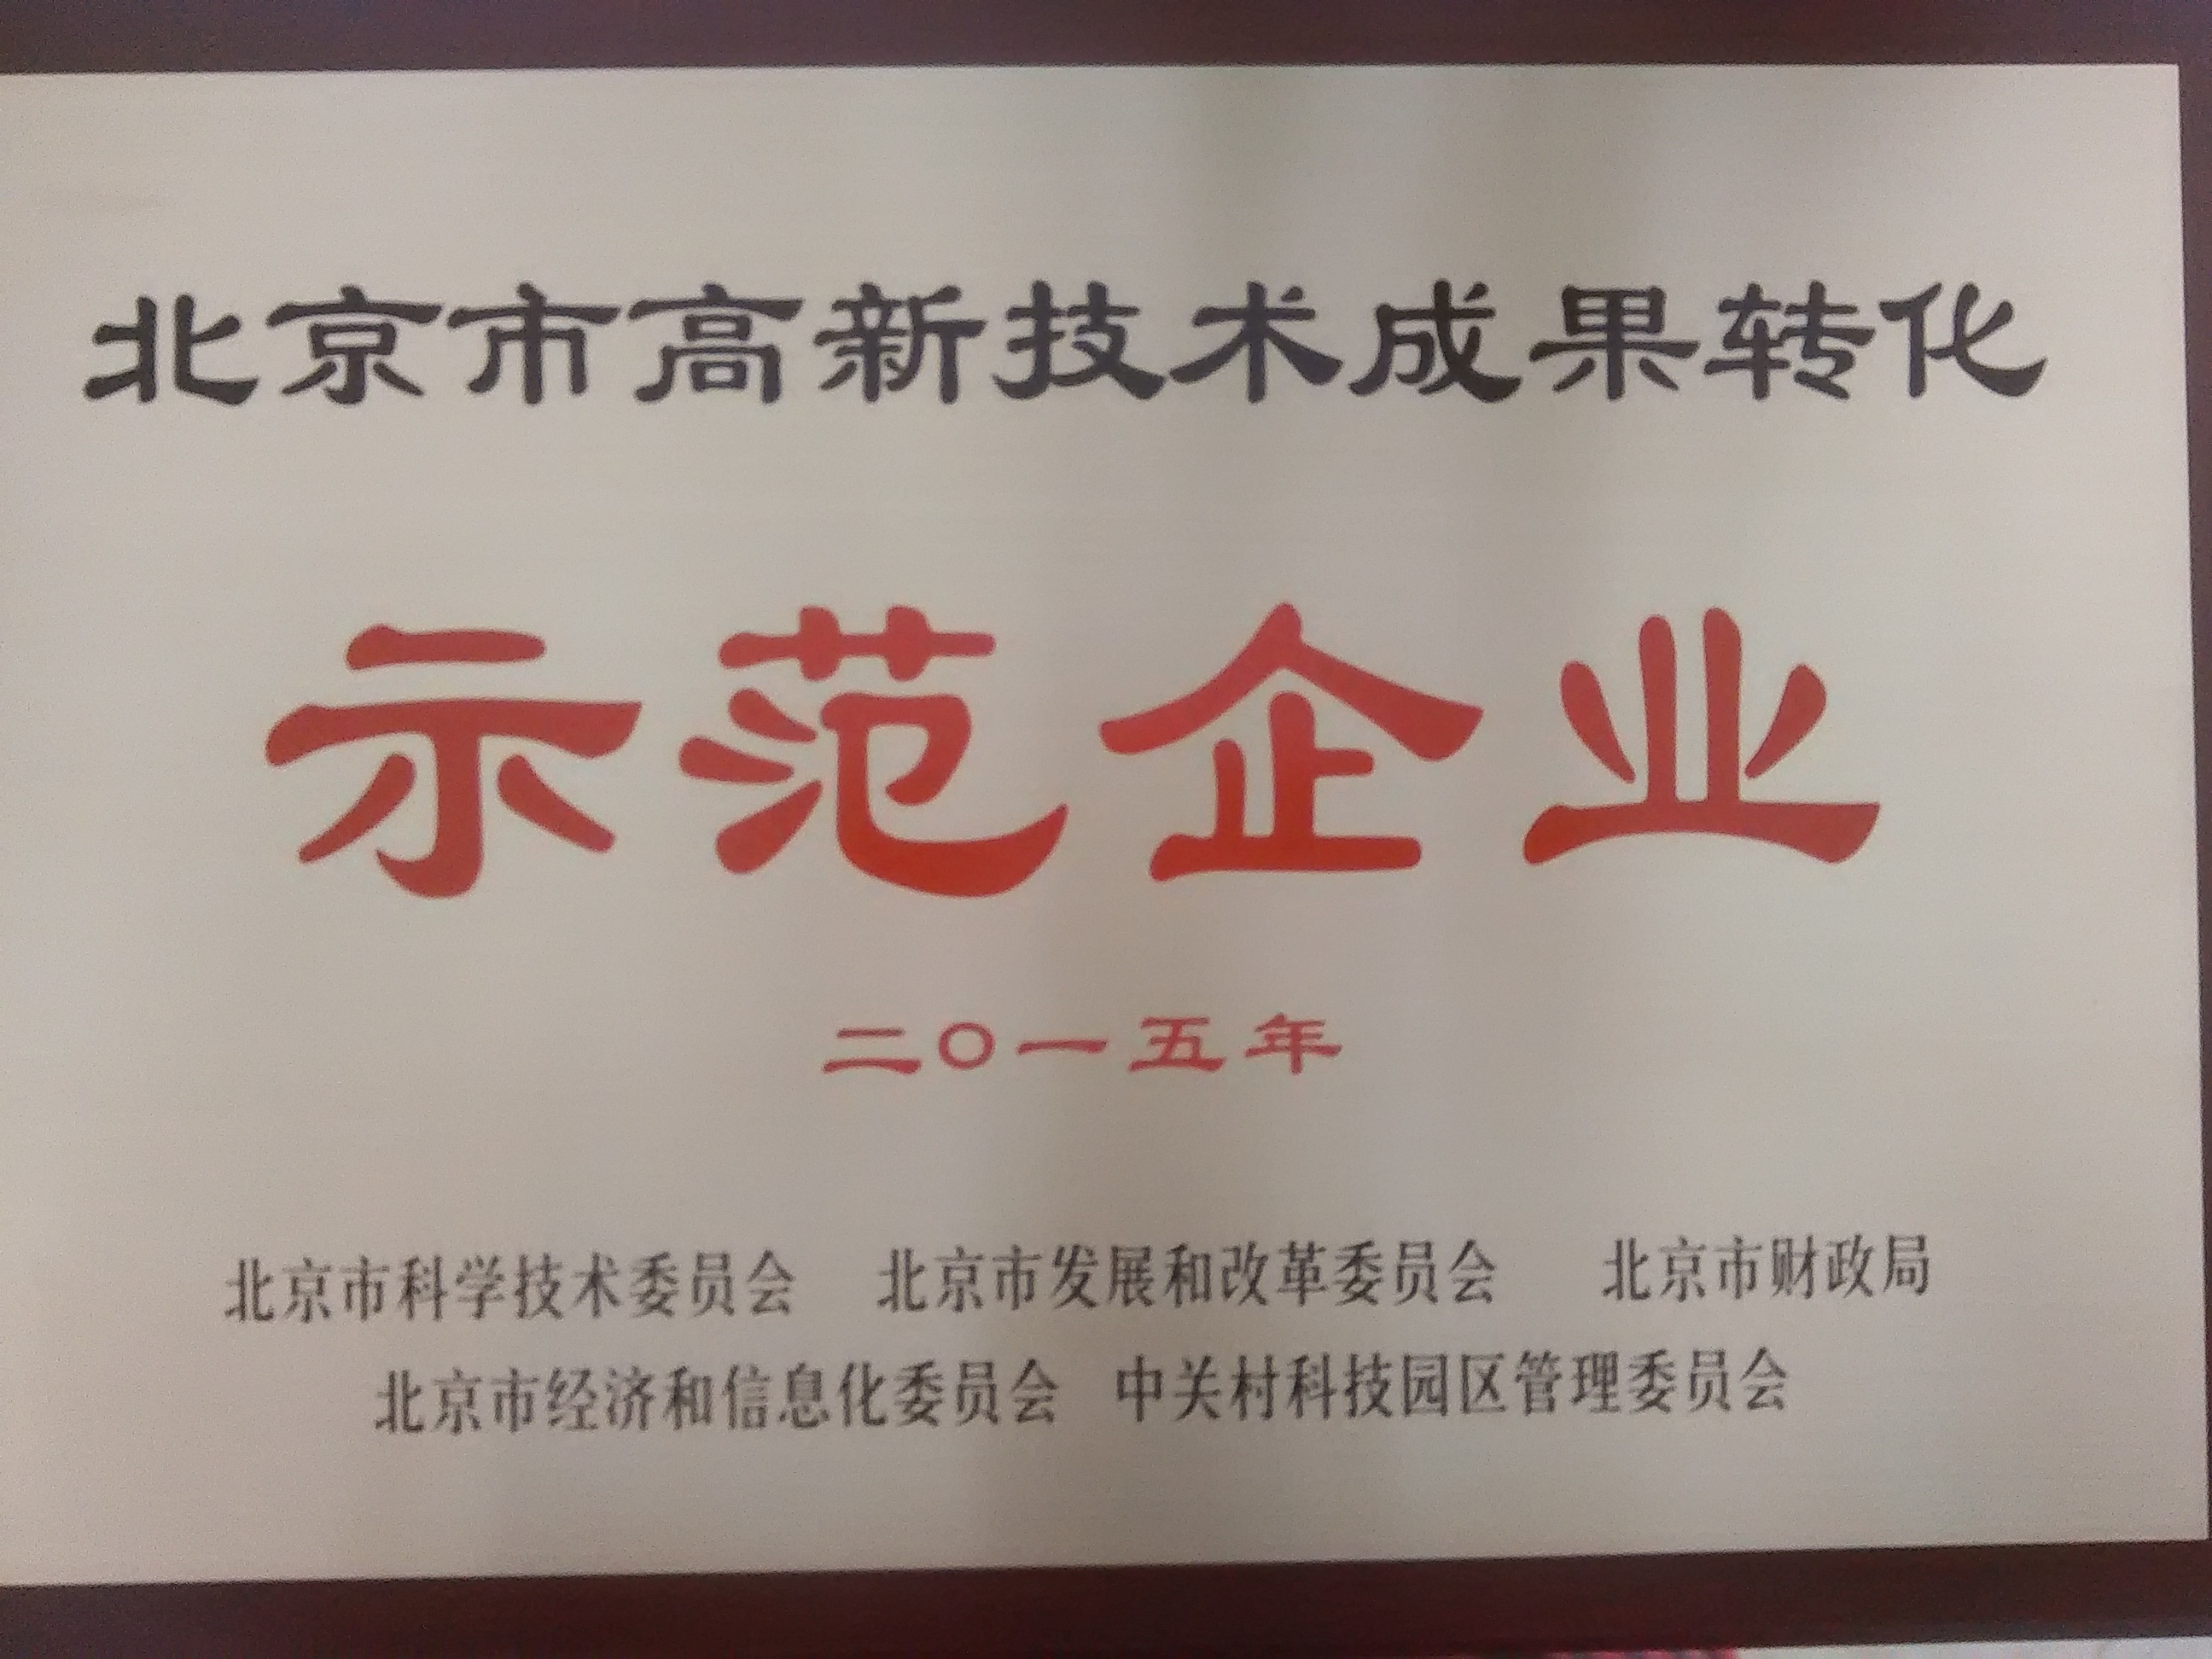 北京市高新技术成果转化
示范企业
二〇一五年
北京市科学技术委员会 北京市发展和改革委员会 北京市财政局
北京市经济和信息化委员会 中关村科技园区管理委员会